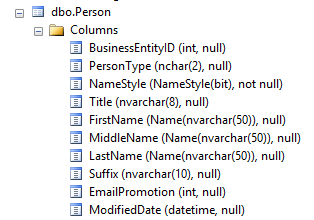 dbo.Person
Columns
BusinessEntityID (int, null)
PersonType (nchar(2), null)
NameStyle (NameStyle(bit), not null)
Title (nvarchar(8), null)
FirstName (Name(nvarchar(50)), null)
MiddleName (Name(nvarchar(50)), null)
LastName (Name(nvarchar(50)), null)
Suffix (nvarchar(10), null)
EmailPromotion (int, null)
ModifiedDate (datetime, null)